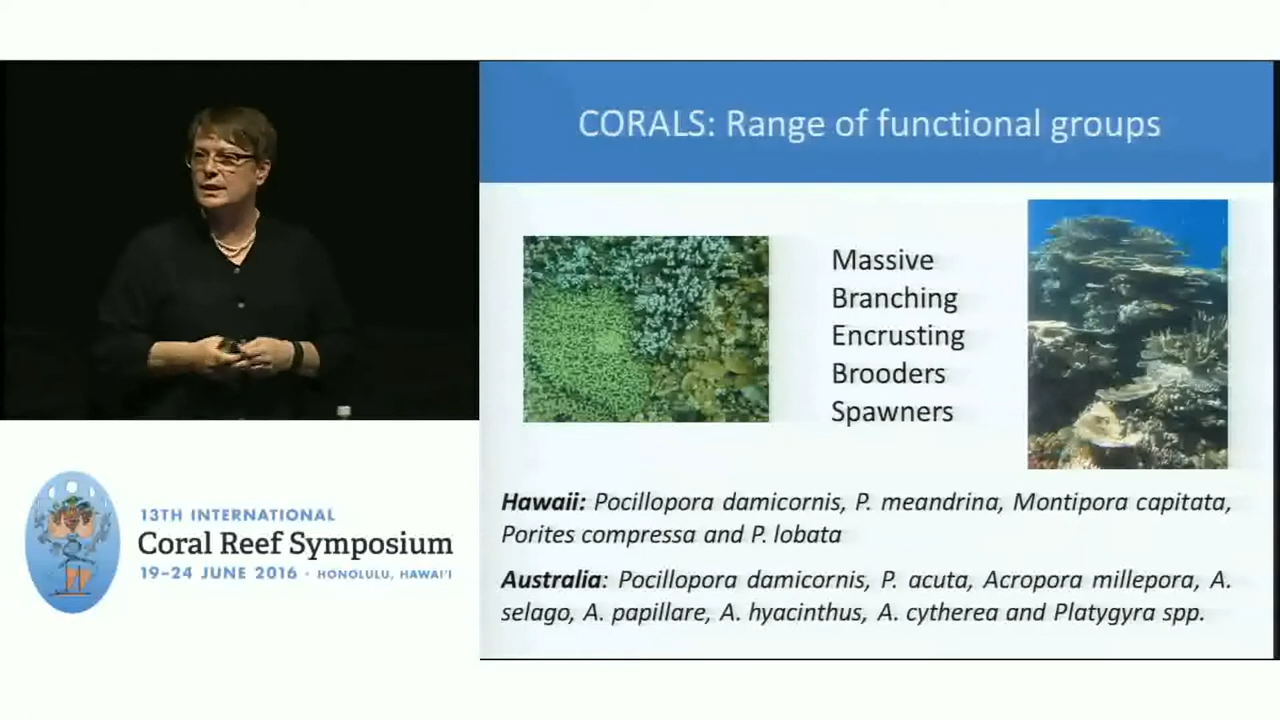 CORALS: Range of functional groups
Massive
Branching
Encrusting
Brooders
Spawners
Hawaii: Pocillopora damicornis, P. meandrina, Montipora capitata,
Porites compressa and P. lobata
Australia: Pocillopora damicornis, P. acuta, Acropora millepora, A.
selago, A. papillare, A. hyacinthus, A. cytherea and Platygyra spp.
13TH INTERNATIONAL
Coral Reef Symposium
19–24 JUNE 2016 · HONOLULU, HAWAI'I